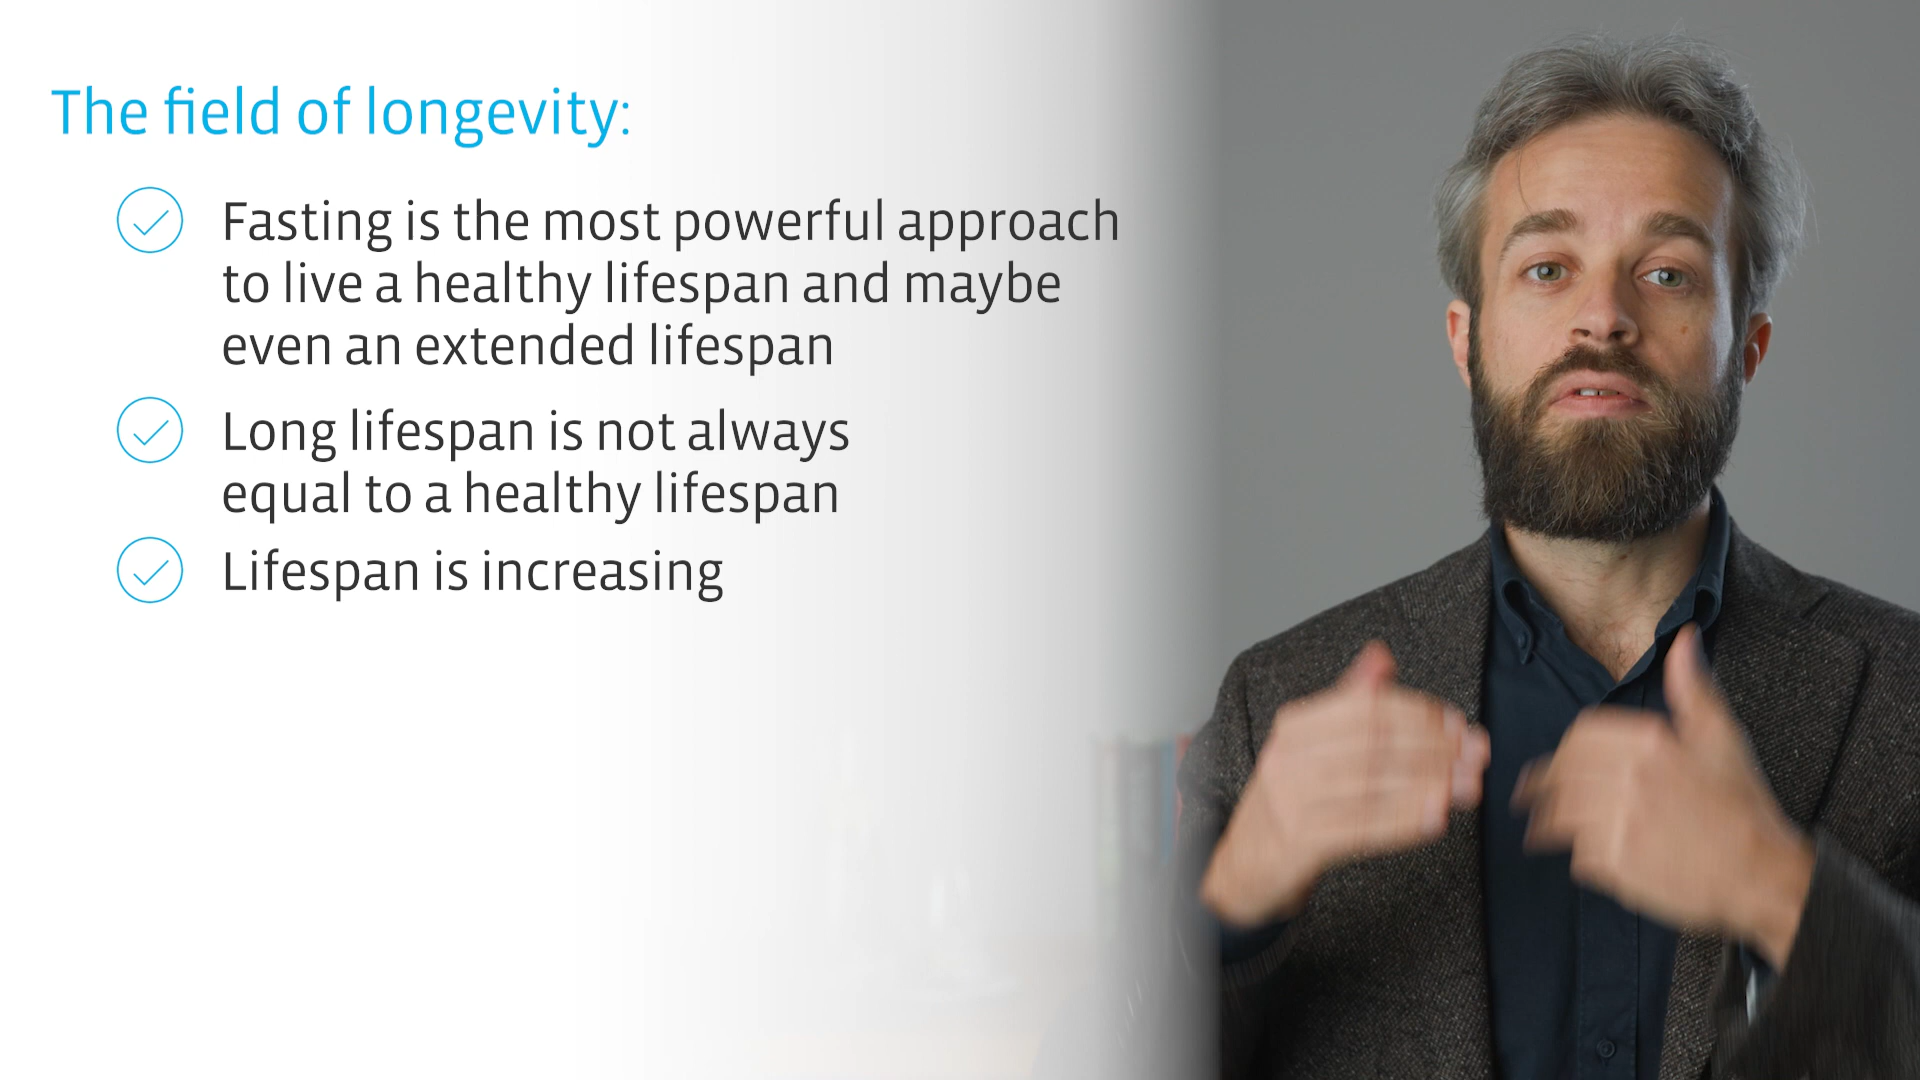 The field of longevity:
Fasting is the most powerful approach
to live a healthy lifespan and maybe
even an extended lifespan
Long lifespan is not always
equal to a healthy lifespan
Lifespan is increasing